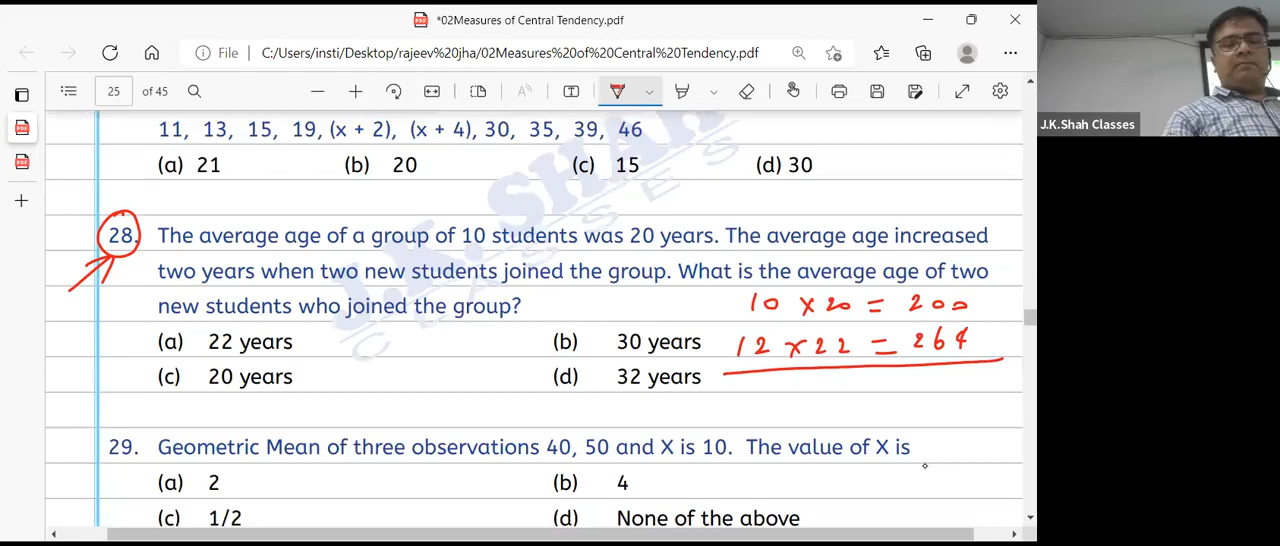 *02Measures of Central Tendency.pdf
File C:/Users/insti/Desktop/rajeev%20jha/02Measures%20of%20Central%20Tendency.pdf
25 of 45
J.K.Shah Classes
11, 13, 15, 19, (x + 2), (x + 4), 30, 35, 39, 46
(a) 21 (b) 20 (c) 15 (d) 30
J.K. SHAH
CLASSES
28. The average age of a group of 10 students was 20 years. The average age increased
two years when two new students joined the group. What is the average age of two
new students who joined the group?
10 × 20 = 200
(a) 22 years (b) 30 years
12 × 22 = 264
(c) 20 years (d) 32 years
29. Geometric Mean of three observations 40, 50 and X is 10. The value of X is
(a) 2 (b) 4
(c) 1/2 (d) None of the above